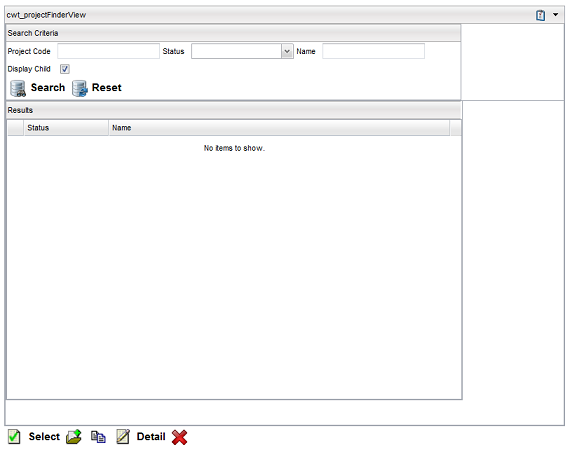 cwt_projectFinderView
Search Criteria
Project Code Status Name
Display Child
Search Reset
Results
Status Name
No items to show.
Select Detail